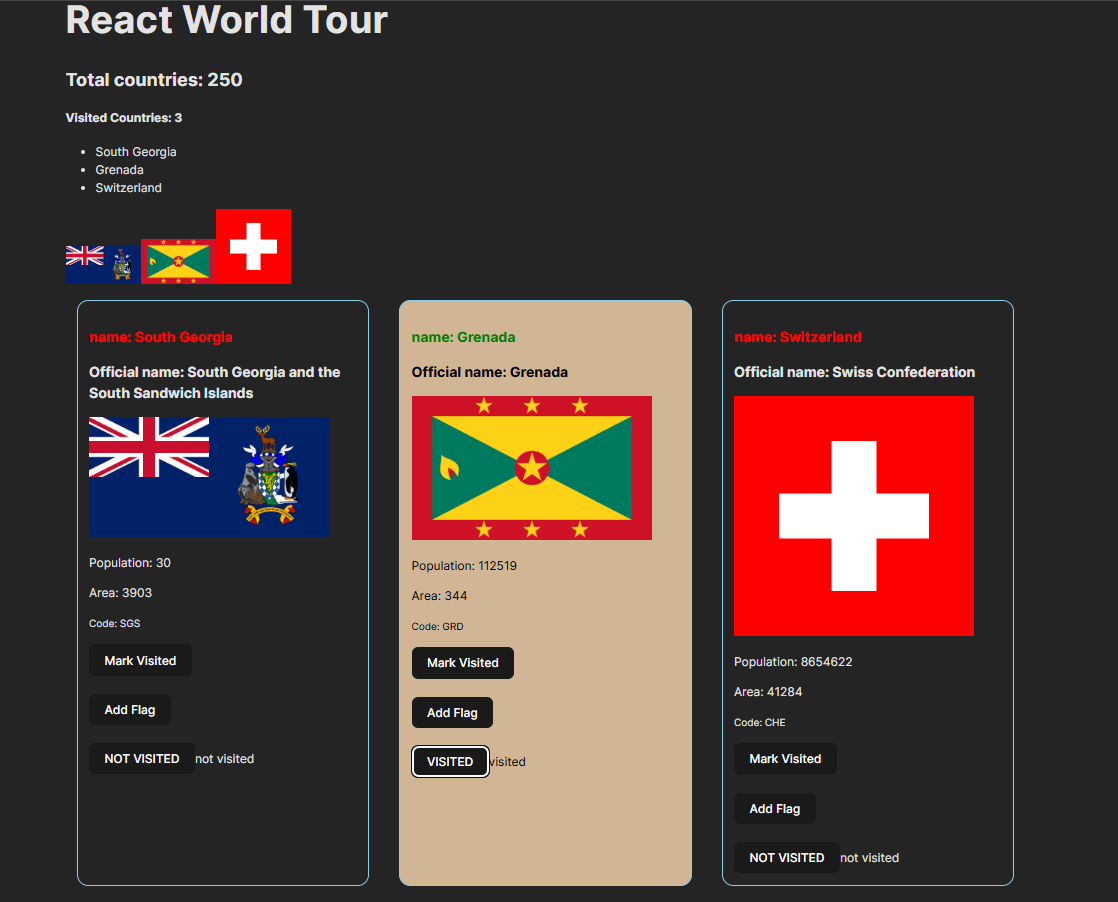 React World Tour
Total countries: 250
Visited Countries: 3
South Georgia
Grenada
Switzerland
name: South Georgia
Official name: South Georgia and the
South Sandwich Islands
Population: 30
Area: 3903
Code: SGS
Mark Visited
Add Flag
NOT VISITED not visited
name: Grenada
Official name: Grenada
Population: 112519
Area: 344
Code: GRD
Mark Visited
Add Flag
VISITED visited
name: Switzerland
Official name: Swiss Confederation
Population: 8654622
Area: 41284
Code: CHE
Mark Visited
Add Flag
NOT VISITED not visited